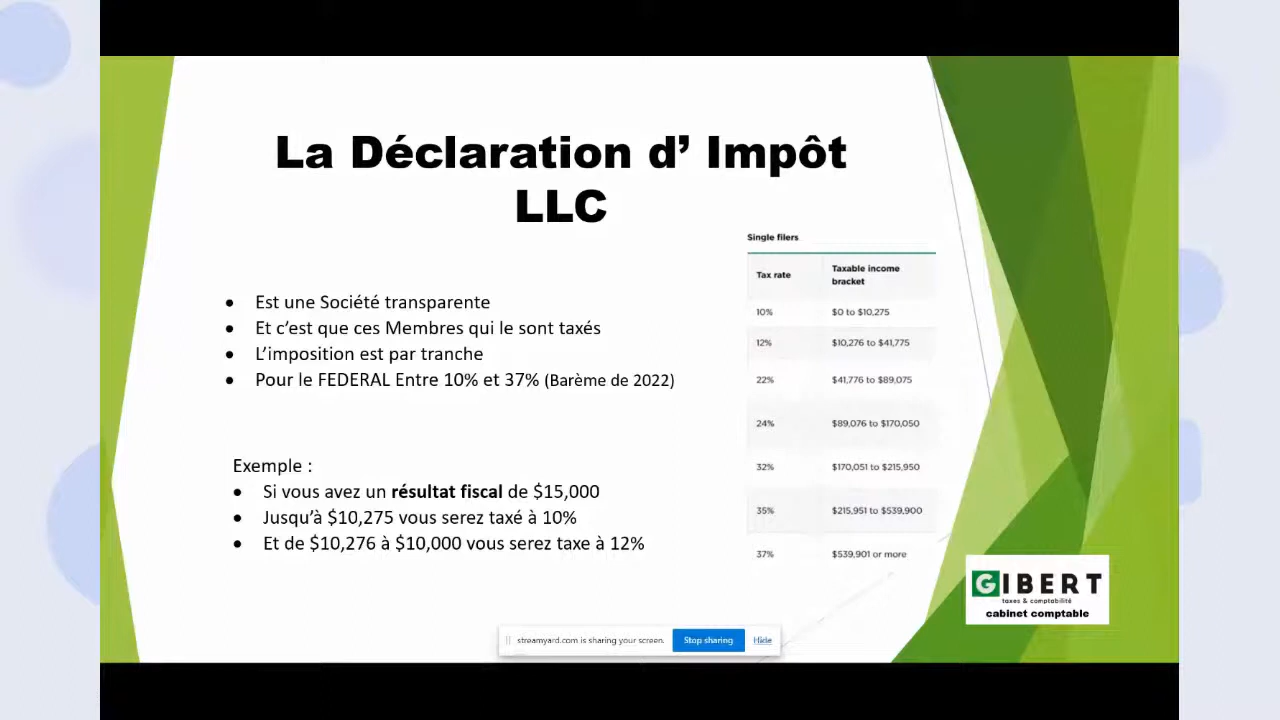 La Déclaration d’ Impôt
LLC
Est une Société transparente
Et c’est que ces Membres qui le sont taxés
L’imposition est par tranche
Pour le FEDERAL Entre 10% et 37% (Barème de 2022)
Exemple :
Si vous avez un résultat fiscal de $15,000
Jusqu’à $10,275 vous serez taxé à 10%
Et de $10,276 à $10,000 vous serez taxe à 12%
Single filers
Tax rate
Taxable income
bracket
10% $0 to $10,275
12% $10,276 to $41,775
22% $41,776 to $89,075
24% $89,076 to $170,050
32% $170,051 to $215,950
35% $215,951 to $539,900
37% $539,901 or more
GIBERT
taxes & comptabilité
cabinet comptable
streamyard.com is sharing your screen. Stop sharing Hide